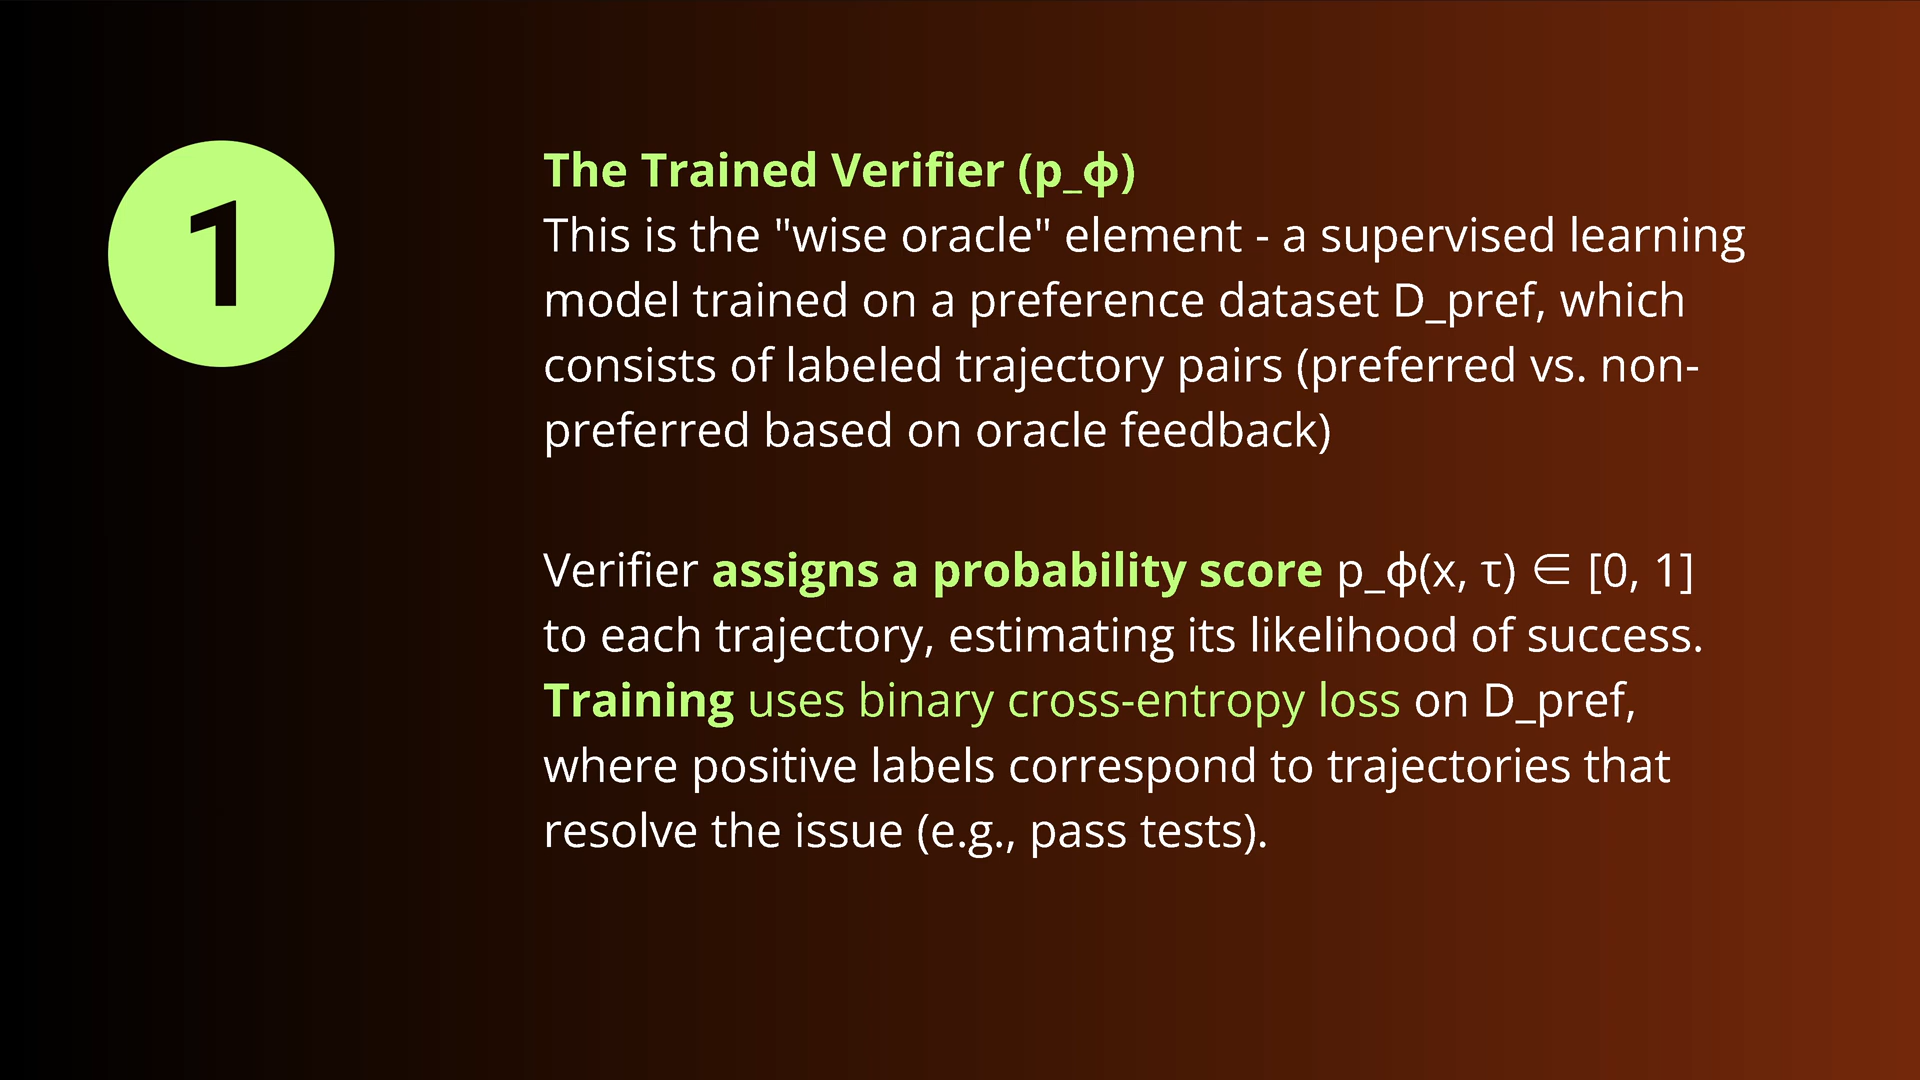 1
The Trained Verifier (p_ϕ)
This is the "wise oracle" element - a supervised learning
model trained on a preference dataset D_pref, which
consists of labeled trajectory pairs (preferred vs. non-
preferred based on oracle feedback)
Verifier assigns a probability score p_ϕ(x, τ) ∈ [0, 1]
to each trajectory, estimating its likelihood of success.
Training uses binary cross-entropy loss on D_pref,
where positive labels correspond to trajectories that
resolve the issue (e.g., pass tests).